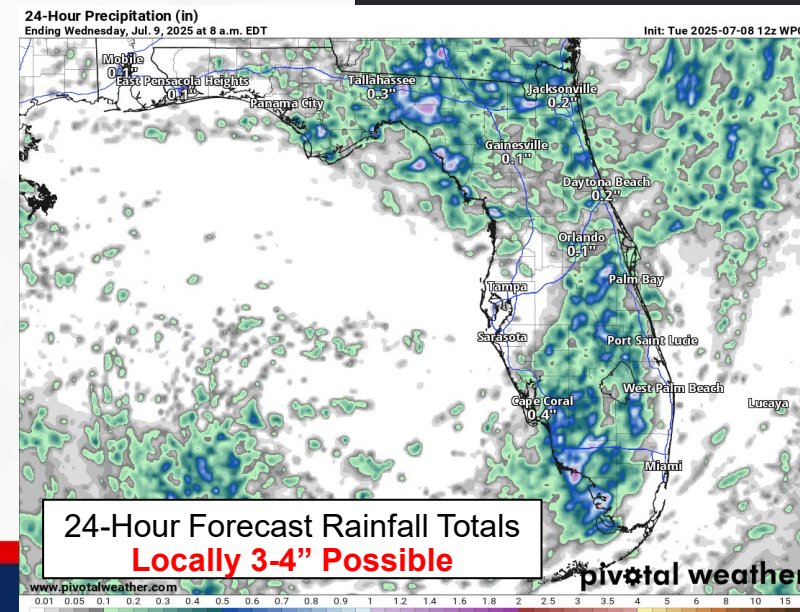 24-Hour Precipitation (in)
Ending Wednesday, Jul. 9, 2025 at 8 a.m. EDT
Init: Tue 2025-07-08 12z WPC
Mobile
0.1"
East Pensacola Heights
0.1"
Panama City
Tallahassee
0.3"
Jacksonville
0.2"
Gainesville
0.1"
Daytona Beach
0.2"
Orlando
0.1"
Tampa
Palm Bay
Sarasota
Port Saint Lucie
West Palm Beach
Cape Coral
0.4"
Lucaya
Miami
24-Hour Forecast Rainfall Totals
Locally 3-4” Possible
www.pivotalweather.com
pivotal weather
0.01 0.05 0.1 0.2 0.3 0.4 0.5 0.6 0.7 0.8 0.9 1 1.2 1.4 1.6 1.8 2 2.5 3 3.5 4 5 6 8 10 15